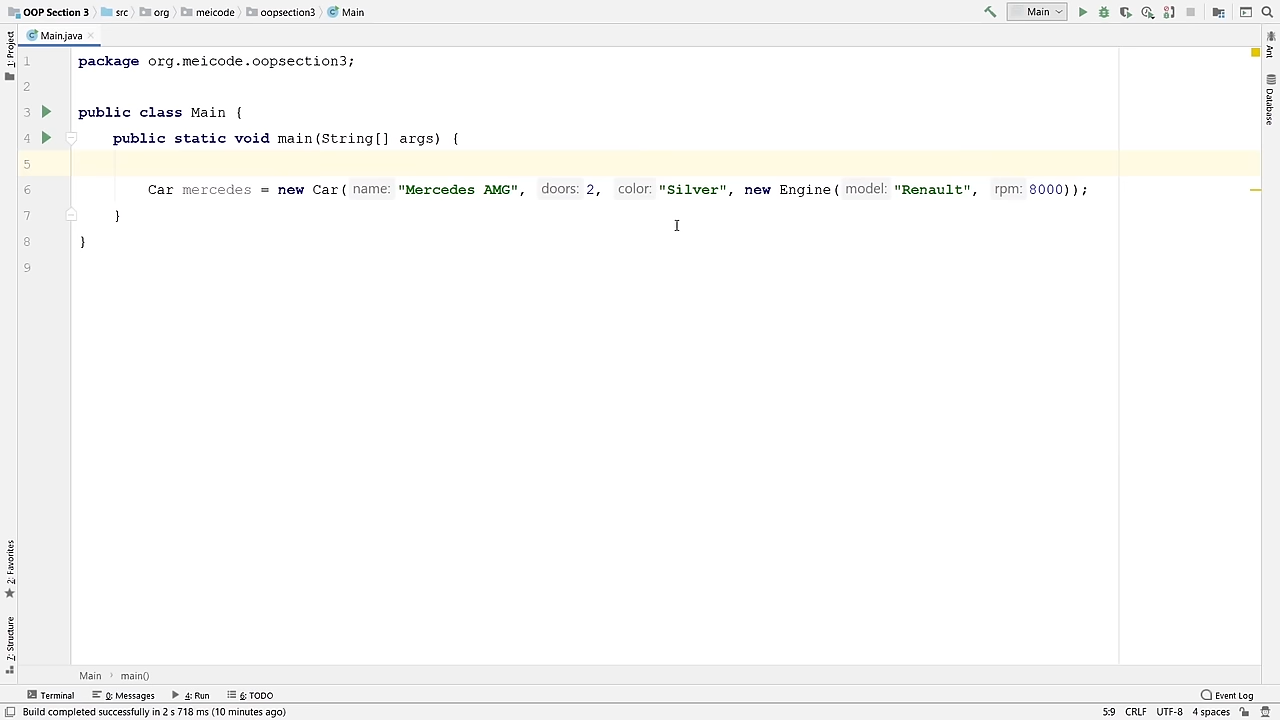 OOP Section 3 src org meicode oopsection3 Main Main
Main.java
1 package org.meicode.oopsection3;
2
3 public class Main {
4 public static void main(String[] args) {
5
6 Car mercedes = new Car( name: "Mercedes AMG", doors: 2, color: "Silver", new Engine( model: "Renault", rpm: 8000));
7 }
8 }
9
1: Project
2: Favorites
7: Structure
Ant
Database
Main main()
Terminal 0: Messages 4: Run 6: TODO Event Log
Build completed successfully in 2 s 718 ms (10 minutes ago) 5:9 CRLF UTF-8 4 spaces